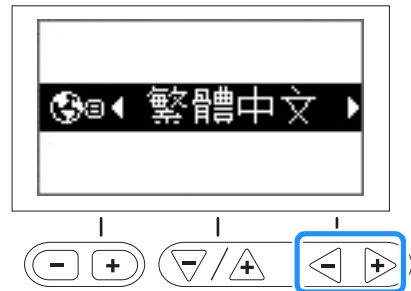 繁體中文
- + - / + - +